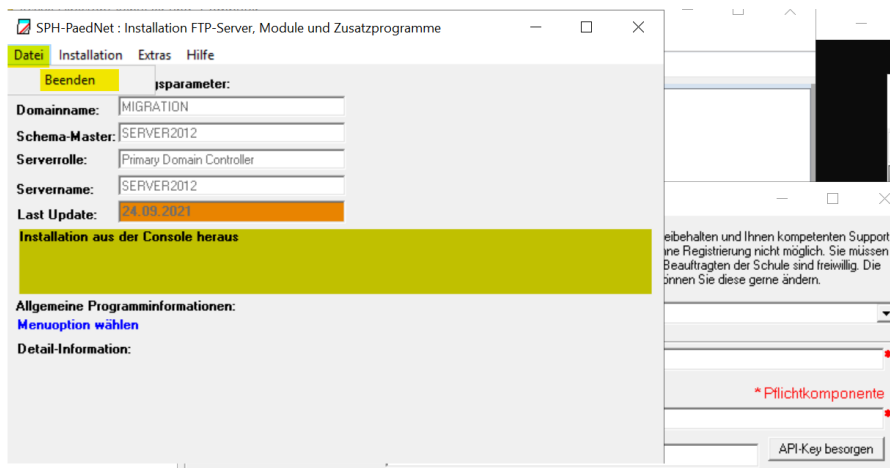 SPH-PaedNet : Installation FTP-Server, Module und Zusatzprogramme
Datei Installation Extras Hilfe
Beenden
gsparameter:
Domainname: MIGRATION
Schema-Master: SERVER2012
Serverrolle: Primary Domain Controller
Servername: SERVER2012
Last Update: 24.09.2021
Installation aus der Console heraus
Allgemeine Programminformationen:
Menuoption wählen
Detail-Information:
eibehalten und Ihnen kompetenten Support
ne Registrierung nicht möglich. Sie müssen
Beauftragten der Schule sind freiwillig. Die
önnen Sie diese gerne ändern.
*
* Pflichtkomponente
*
API-Key besorgen